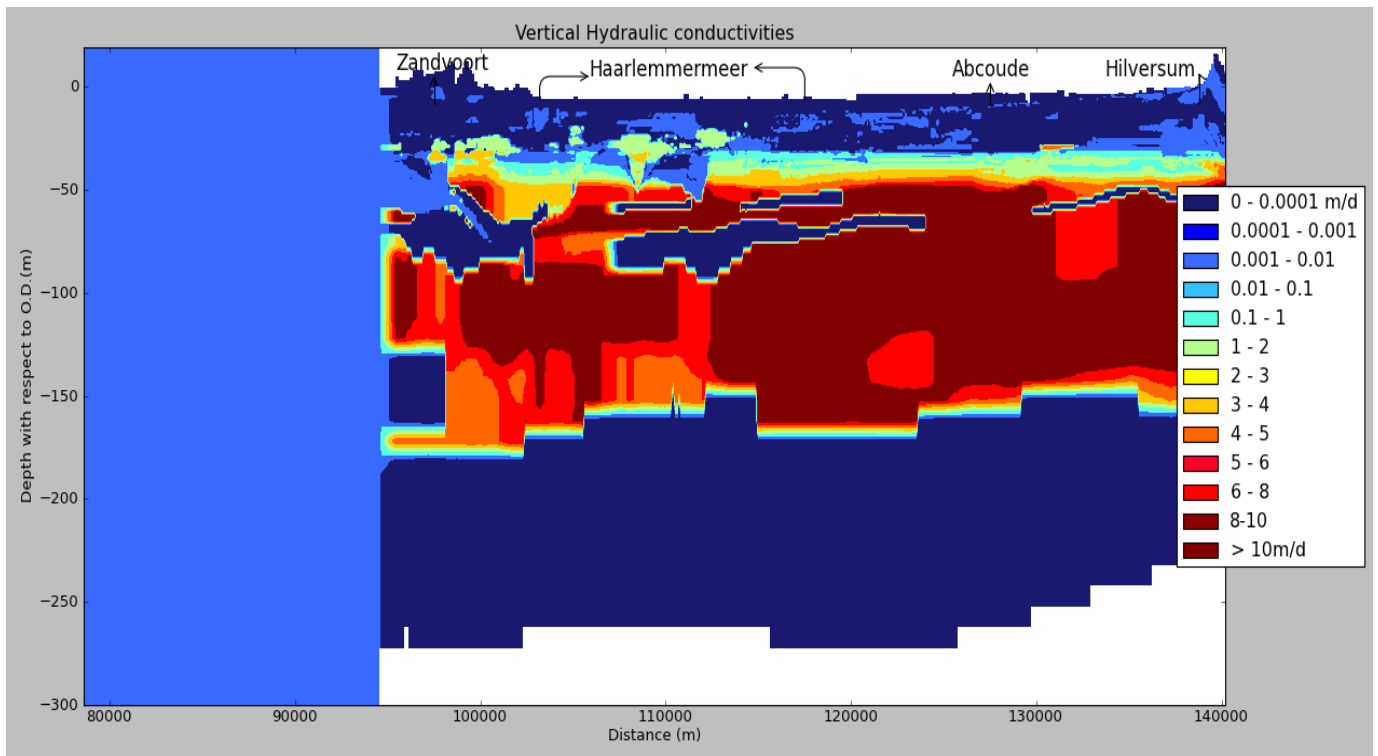 Vertical Hydraulic conductivities
Zandvoort
Haarlemmermeer
Abcoude
Hilversum
Depth with respect to O.D.(m)
0
−50
−100
−150
−200
−250
−300
80000
90000
100000
110000
120000
130000
140000
Distance (m)
0 - 0.0001 m/d
0.0001 - 0.001
0.001 - 0.01
0.01 - 0.1
0.1 - 1
1 - 2
2 - 3
3 - 4
4 - 5
5 - 6
6 - 8
8-10
> 10m/d